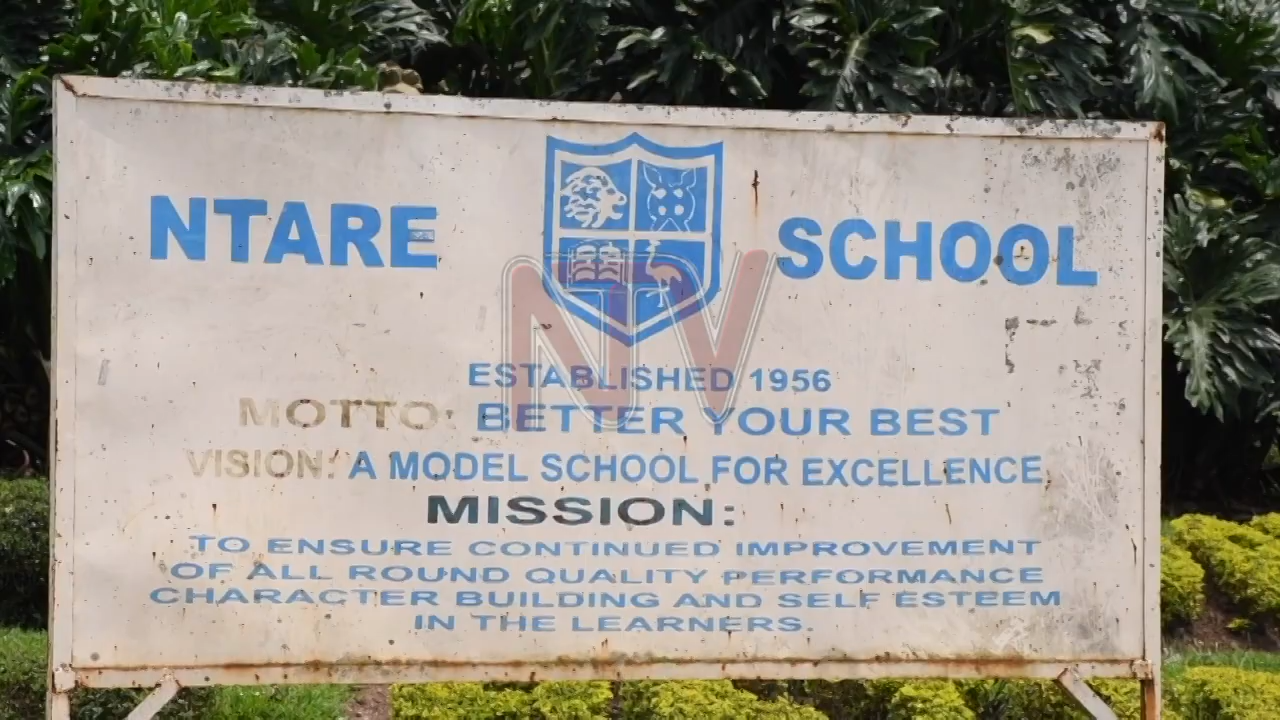 NTARE SCHOOL
NTV
ESTABLISHED 1956
MOTTO: BETTER YOUR BEST
VISION: A MODEL SCHOOL FOR EXCELLENCE
MISSION:
TO ENSURE CONTINUED IMPROVEMENT
OF ALL ROUND QUALITY PERFORMANCE
CHARACTER BUILDING AND SELF ESTEEM
IN THE LEARNERS.